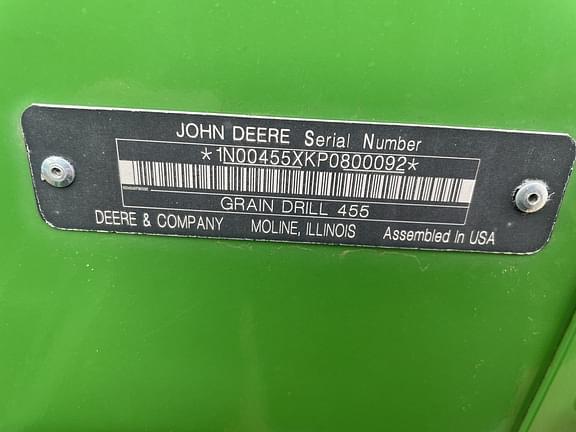 JOHN DEERE Serial Number
*1N00455XKP0800092*
GRAIN DRILL 455
DEERE & COMPANY MOLINE, ILLINOIS Assembled in USA